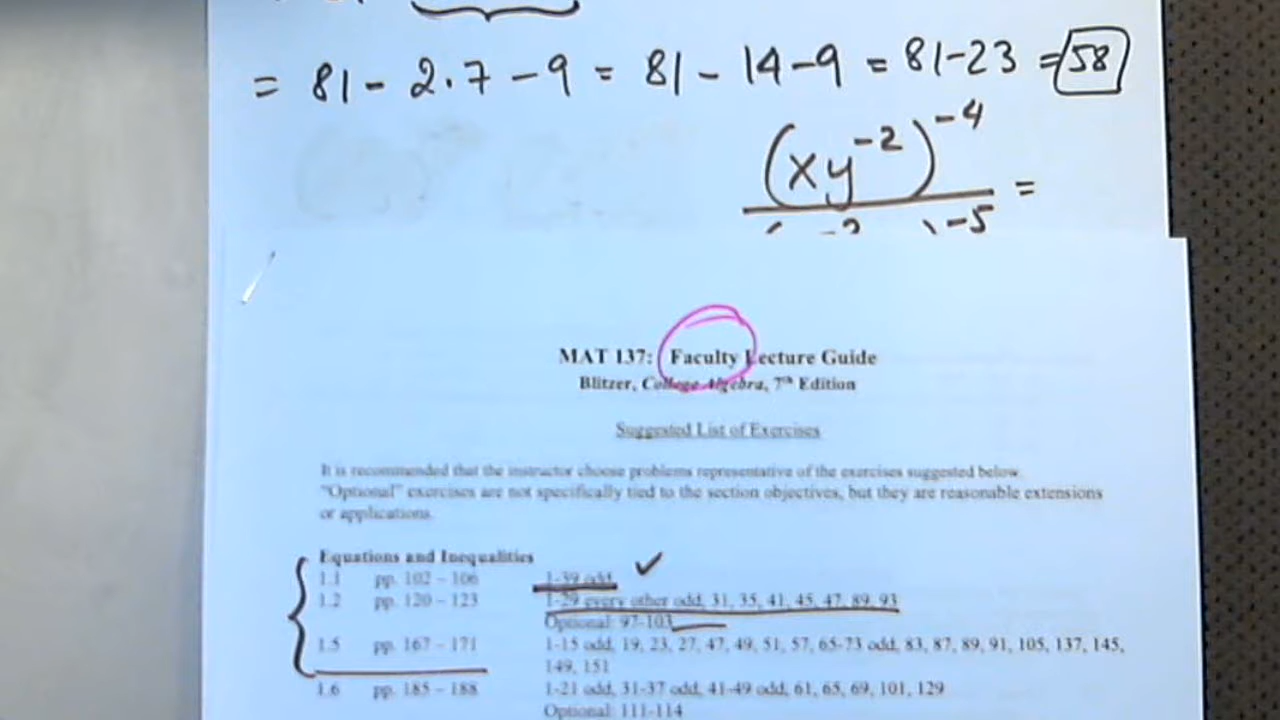 = 81 - 2.7 - 9 = 81 - 14 - 9 = 81-23 = 58
(xy⁻²)⁻⁴ =
-5
MAT 137: Faculty Lecture Guide
Blitzer, College Algebra, 7th Edition
Suggested List of Exercises
It is recommended that the instructor choose problems representative of the exercises suggested below.
"Optional" exercises are not specifically tied to the section objectives, but they are reasonable extensions
or applications.
Equations and Inequalities
1.1 pp. 102 – 106 1-39 odd
1.2 pp. 120 – 123 1-29 every other odd, 31, 35, 41, 45, 47, 89, 93
Optional: 97-103
1.5 pp. 167 – 171 1-15 odd, 19, 23, 27, 47, 49, 51, 57, 65-73 odd, 83, 87, 89, 91, 105, 137, 145,
149, 151
1.6 pp. 185 – 188 1-21 odd, 31-37 odd, 41-49 odd, 61, 65, 69, 101, 129
Optional: 111-114